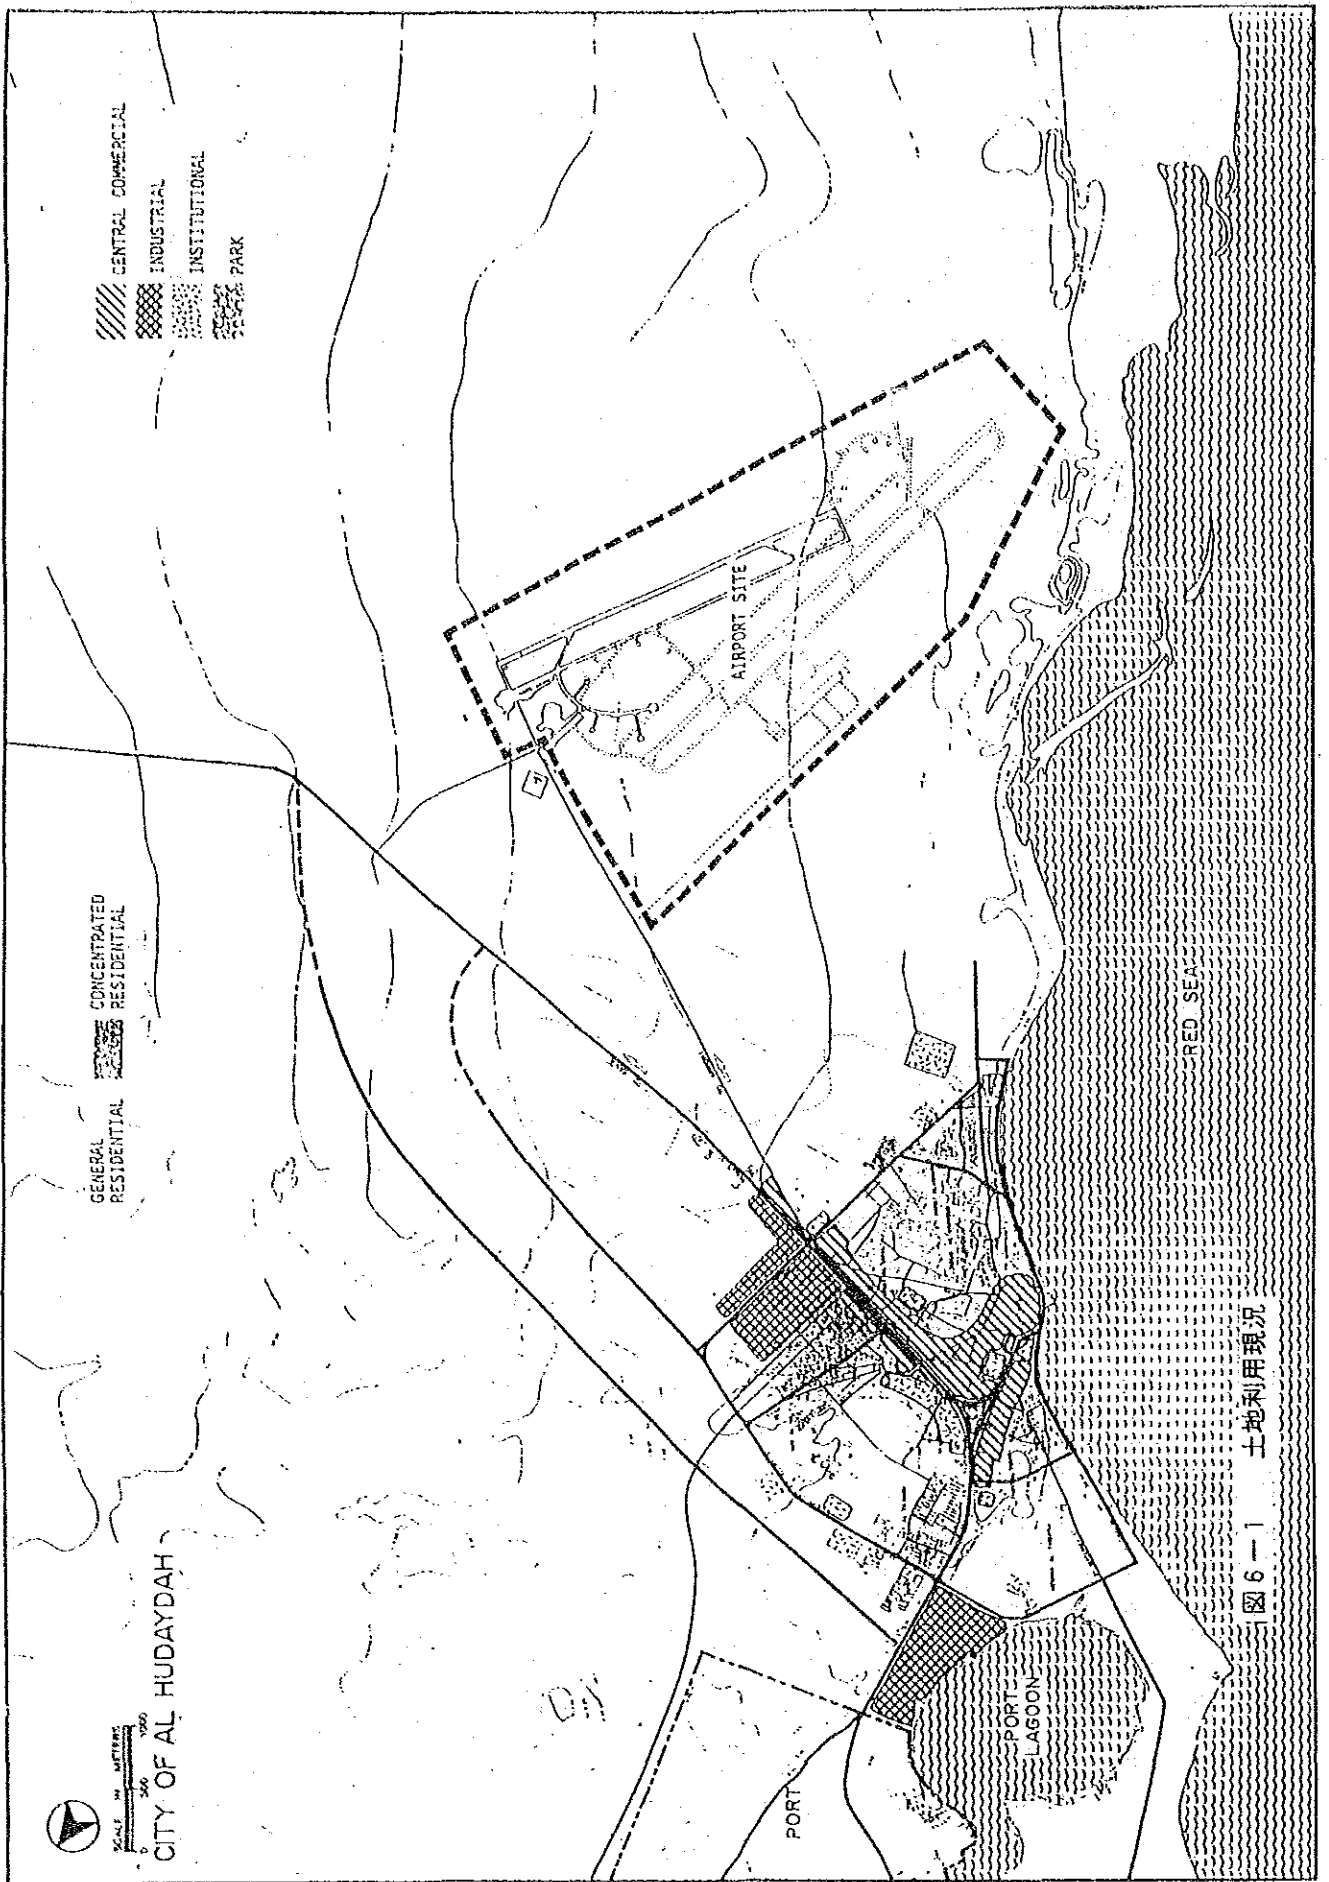 SCALE IN METERS
0 500 1000
CITY OF AL HUDAYDAH
GENERAL
RESIDENTIAL
CONCENTRATED
RESIDENTIAL
CENTRAL COMMERCIAL
INDUSTRIAL
INSTITUTIONAL
PARK
AIRPORT SITE
RED SEA
PORT
PORT
LAGOON
図6-1 土地利用現況